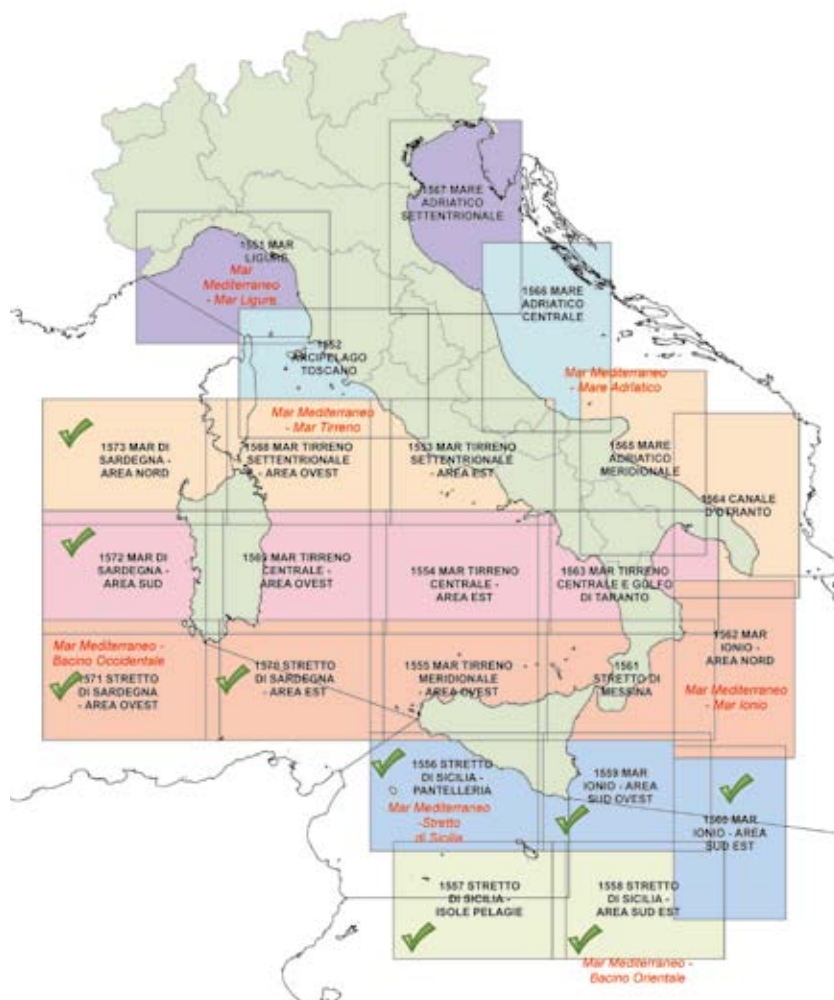 1567 MARE
ADRIATICO
SETTENTRIONALE
1551 MAR
LIGURE
Mar
Mediterraneo
- Mar Ligure
1566 MARE
ADRIATICO
CENTRALE
1552
ARCIPELAGO
TOSCANO
Mar Mediterraneo
- Mare Adriatico
Mar Mediterraneo -
Mar Tirreno
1573 MAR DI
SARDEGNA -
AREA NORD
1568 MAR TIRRENO
SETTENTRIONALE
- AREA OVEST
1553 MAR TIRRENO
SETTENTRIONALE
- AREA EST
1565 MARE
ADRIATICO
MERIDIONALE
1564 CANALE
D'OTRANTO
1572 MAR DI
SARDEGNA -
AREA SUD
1569 MAR TIRRENO
CENTRALE -
AREA OVEST
1554 MAR TIRRENO
CENTRALE -
AREA EST
1563 MAR TIRRENO
CENTRALE E GOLFO
DI TARANTO
1562 MAR
IONIO -
AREA NORD
Mar Mediterraneo -
Bacino Occidentale
1571 STRETTO
DI SARDEGNA
- AREA OVEST
1570 STRETTO
DI SARDEGNA
- AREA EST
1555 MAR TIRRENO
MERIDIONALE
- AREA OVEST
1561
STRETTO DI
MESSINA
Mar Mediterraneo
- Mar Ionio
1556 STRETTO
DI SICILIA -
PANTELLERIA
Mar Mediterraneo
-Stretto
di Sicilia
1559 MAR
IONIO - AREA
SUD OVEST
1560 MAR
IONIO - AREA
SUD EST
1557 STRETTO
DI SICILIA -
ISOLE PELAGIE
1558 STRETTO
DI SICILIA -
AREA SUD EST
Mar Mediterraneo -
Bacino Orientale